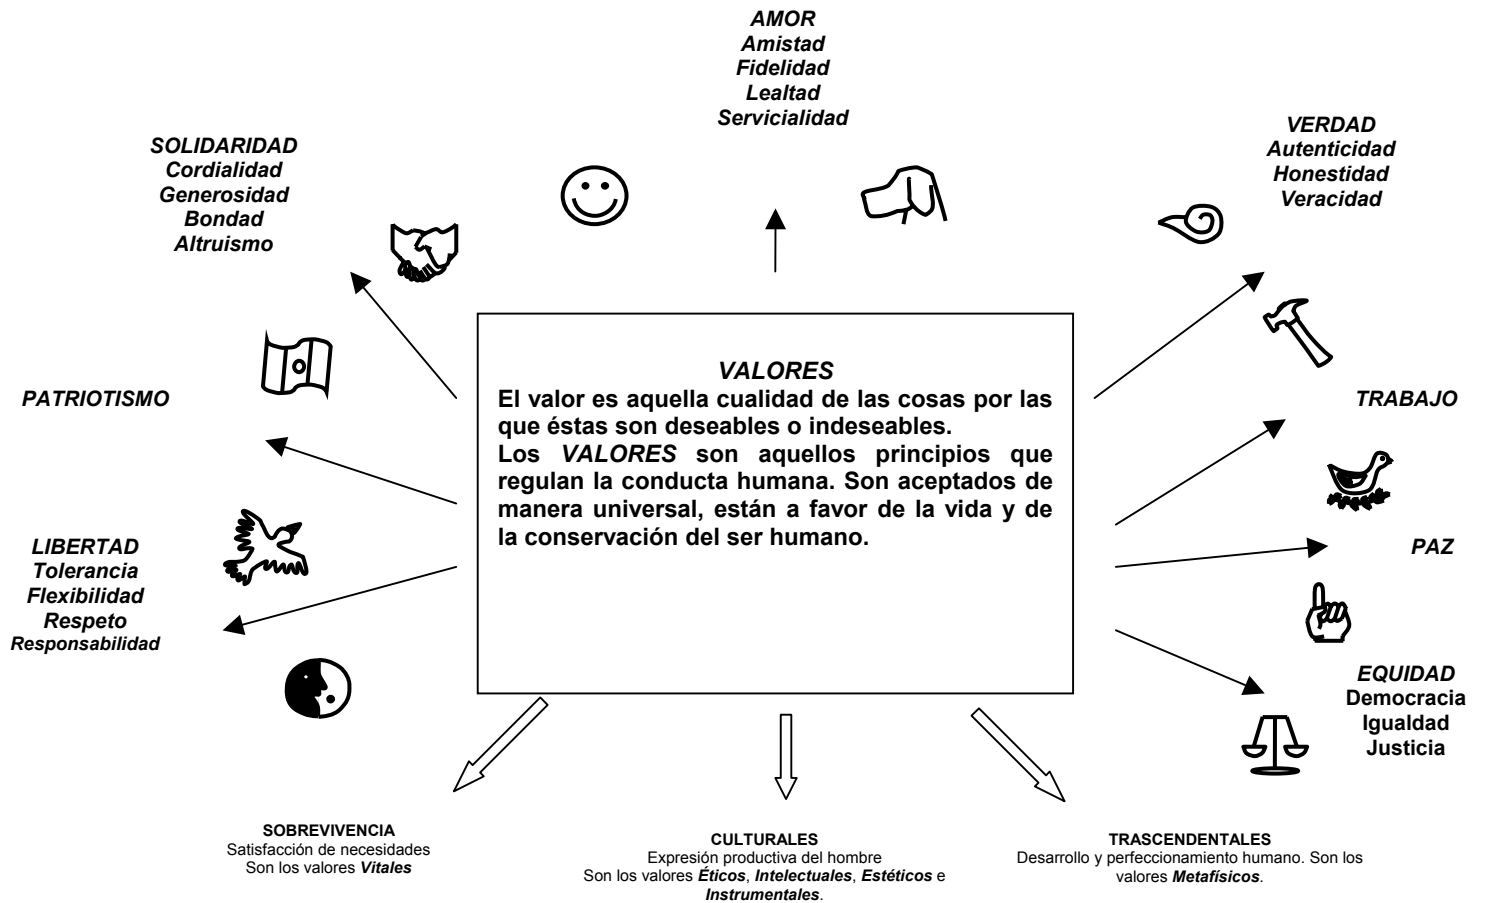 AMOR
Amistad
Fidelidad
Lealtad
Servicialidad
SOLIDARIDAD
Cordialidad
Generosidad
Bondad
Altruismo
VERDAD
Autenticidad
Honestidad
Veracidad
PATRIOTISMO
TRABAJO
VALORES
El valor es aquella cualidad de las cosas por las
que éstas son deseables o indeseables.
Los VALORES son aquellos principios que
regulan la conducta humana. Son aceptados de
manera universal, están a favor de la vida y de
la conservación del ser humano.
LIBERTAD
Tolerancia
Flexibilidad
Respeto
Responsabilidad
PAZ
EQUIDAD
Democracia
Igualdad
Justicia
SOBREVIVENCIA
Satisfacción de necesidades
Son los valores Vitales
CULTURALES
Expresión productiva del hombre
Son los valores Éticos, Intelectuales, Estéticos e
Instrumentales.
TRASCENDENTALES
Desarrollo y perfeccionamiento humano. Son los
valores Metafísicos.